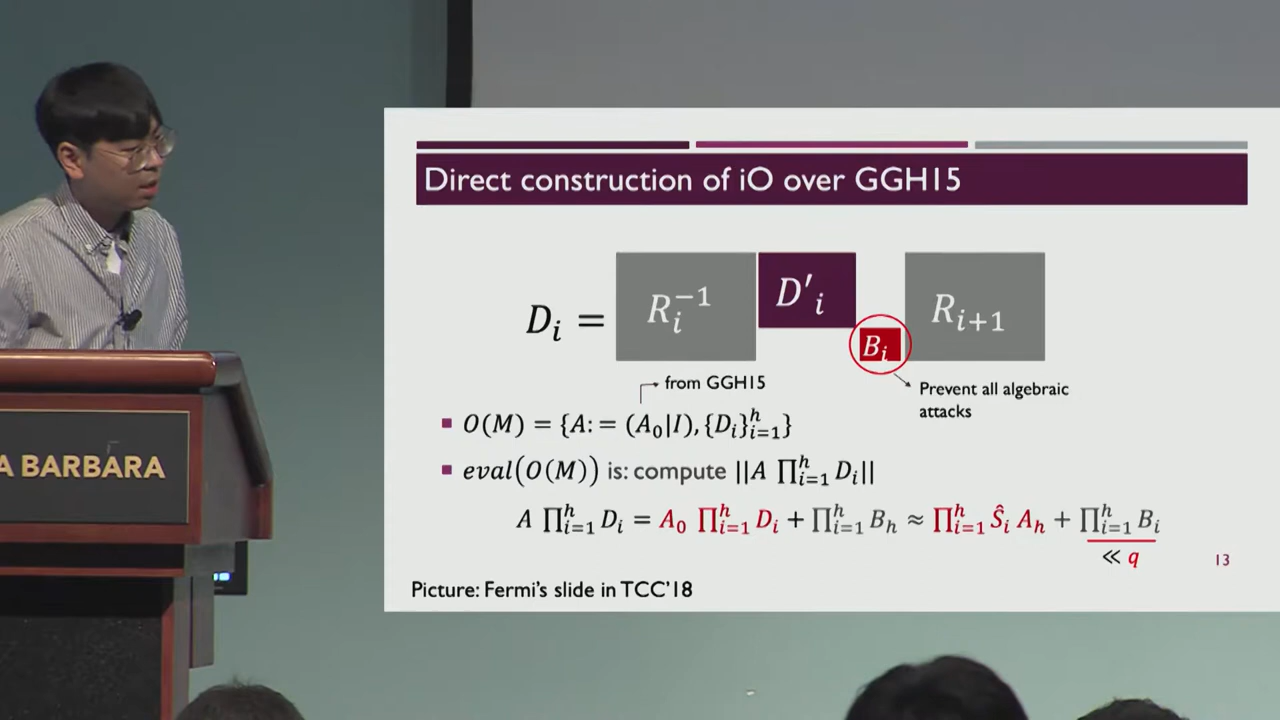 Direct construction of iO over GGH15
D_i = R_i^{-1} D'_i B_i R_{i+1}
from GGH15
Prevent all algebraic
attacks
▪ O(M) = {A: = (A_0|I), {D_i}_{i=1}^h}
▪ eval(O(M)) is: compute ||A ∏_{i=1}^h D_i||
A ∏_{i=1}^h D_i = A_0 ∏_{i=1}^h D_i + ∏_{i=1}^h B_h ≈ ∏_{i=1}^h Ŝ_i A_h + ∏_{i=1}^h B_i
≪ q
13
Picture: Fermi's slide in TCC'18
A BARBARA